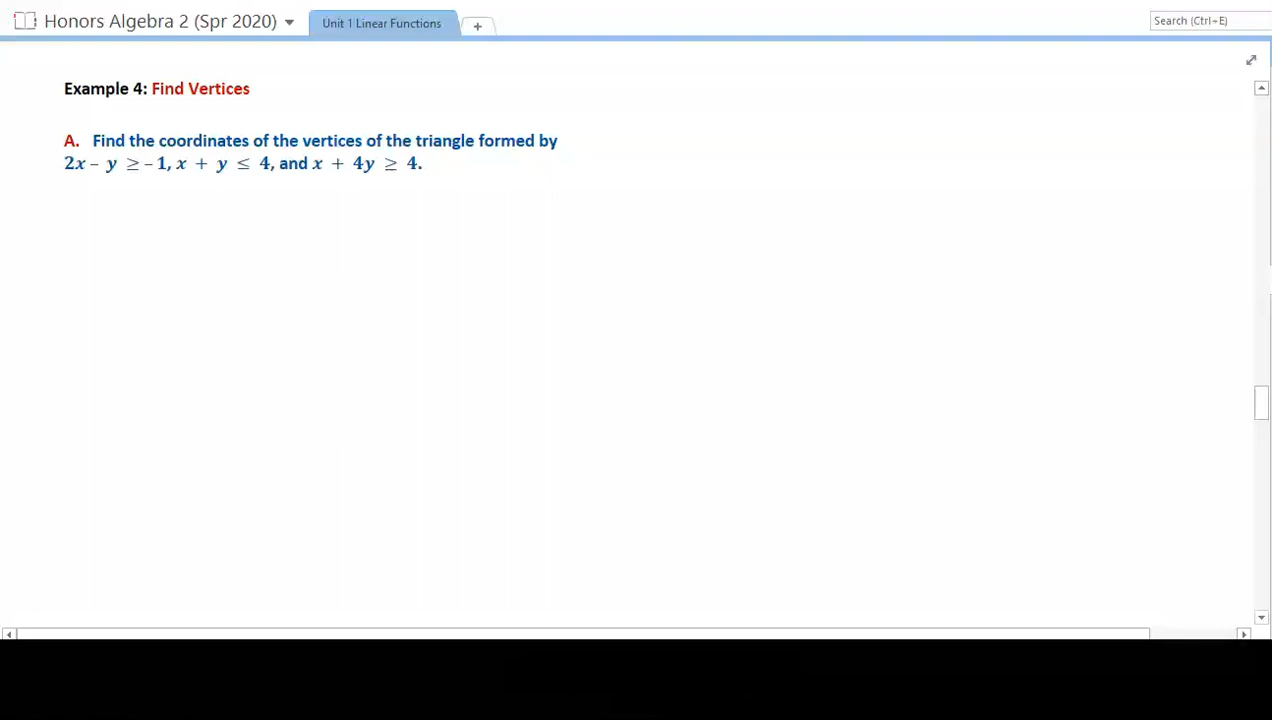 Honors Algebra 2 (Spr 2020)
Unit 1 Linear Functions
+
Search (Ctrl+E)
Example 4: Find Vertices
A. Find the coordinates of the vertices of the triangle formed by
2x – y ≥ – 1, x + y ≤ 4, and x + 4y ≥ 4.